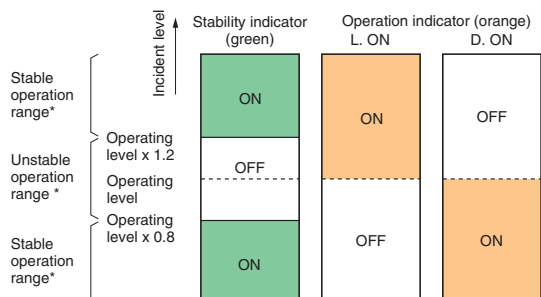 Incident level
Stability indicator
(green)
Operation indicator (orange)
L. ON
D. ON
Stable
operation
range*
ON
ON
OFF
Operating
level x 1.2
Unstable
operation
range *
OFF
Operating
level
Operating
level x 0.8
Stable
operation
range*
ON
OFF
ON